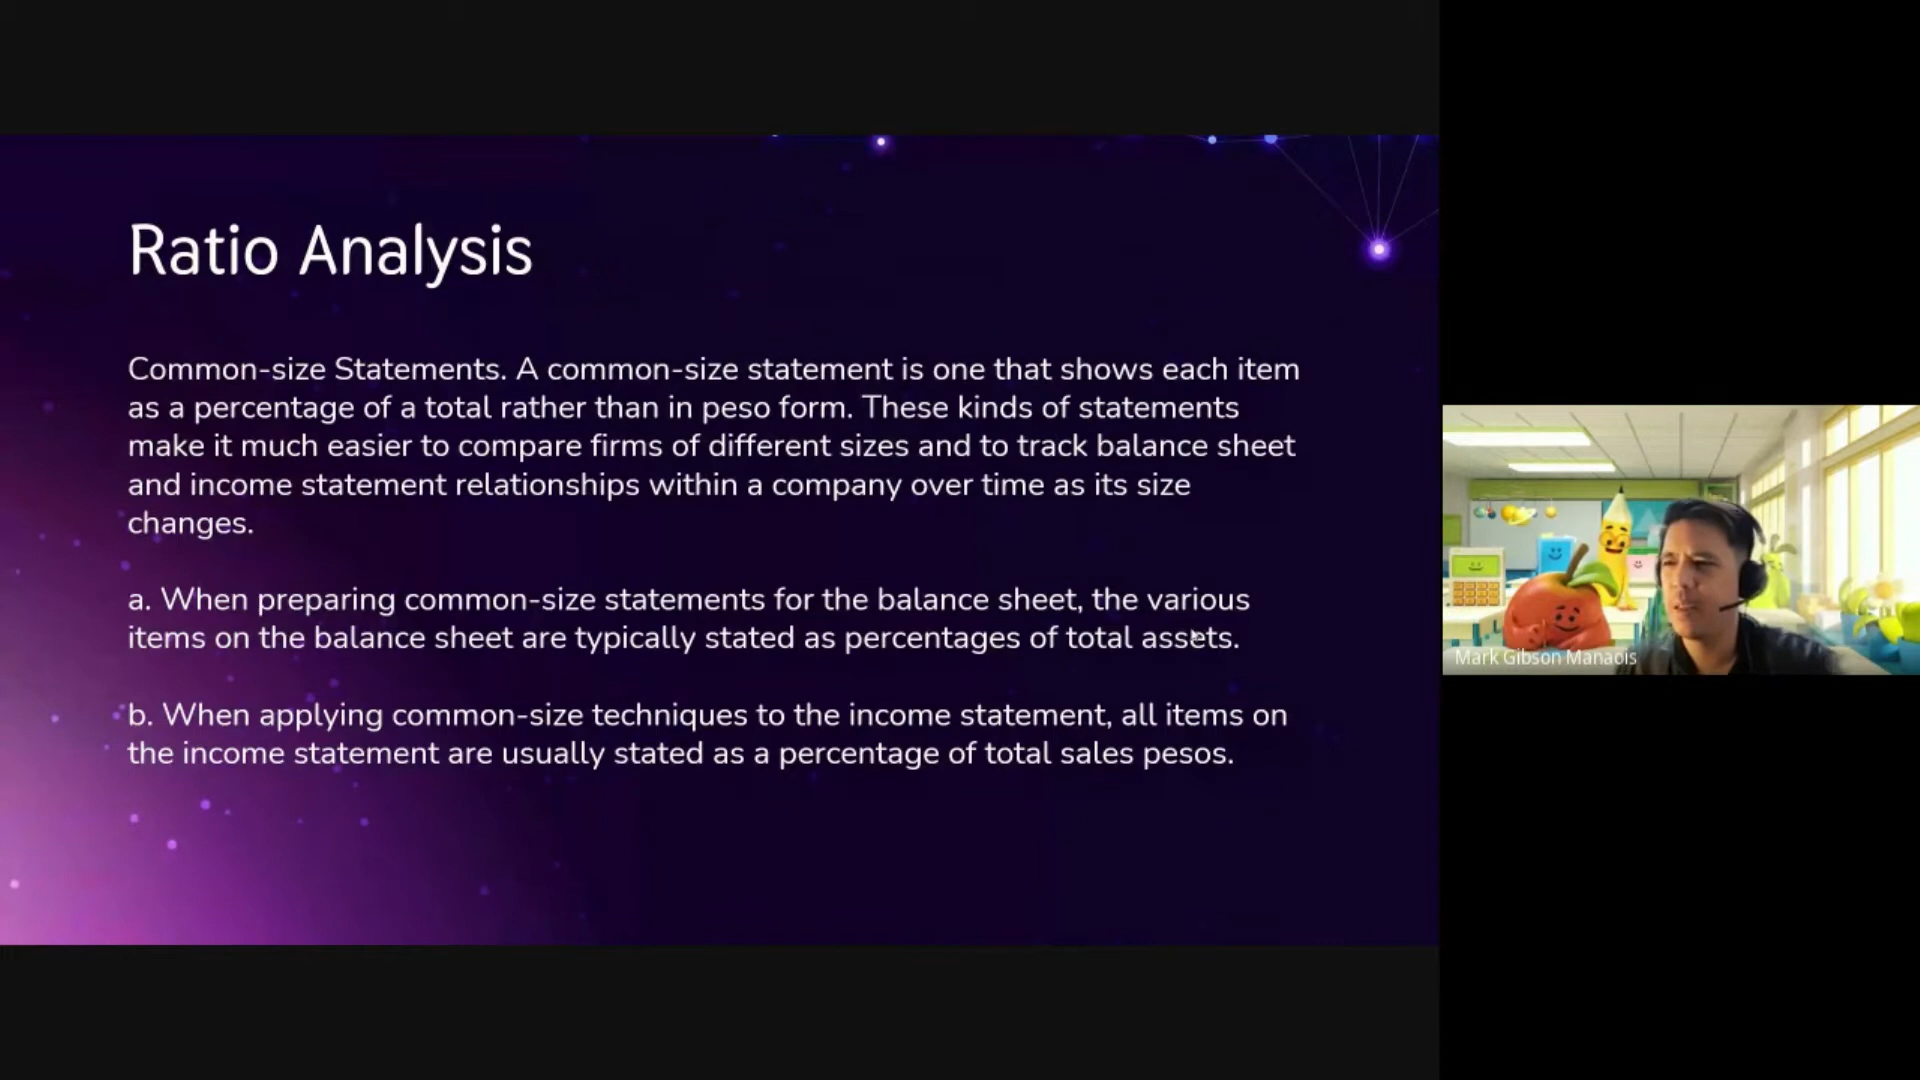 Ratio Analysis
Common-size Statements. A common-size statement is one that shows each item
as a percentage of a total rather than in peso form. These kinds of statements
make it much easier to compare firms of different sizes and to track balance sheet
and income statement relationships within a company over time as its size
changes.
a. When preparing common-size statements for the balance sheet, the various
items on the balance sheet are typically stated as percentages of total assets.
b. When applying common-size techniques to the income statement, all items on
the income statement are usually stated as a percentage of total sales pesos.
Mark Gibson Manaois